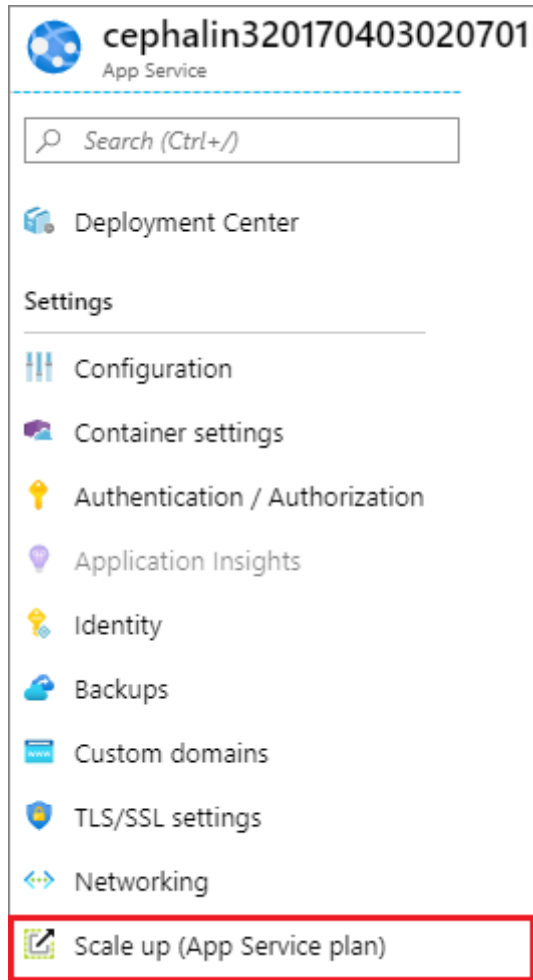 cephalin320170403020701
App Service
Search (Ctrl+/)
Deployment Center
Settings
Configuration
Container settings
Authentication / Authorization
Application Insights
Identity
Backups
www
Custom domains
TLS/SSL settings
Networking
Scale up (App Service plan)